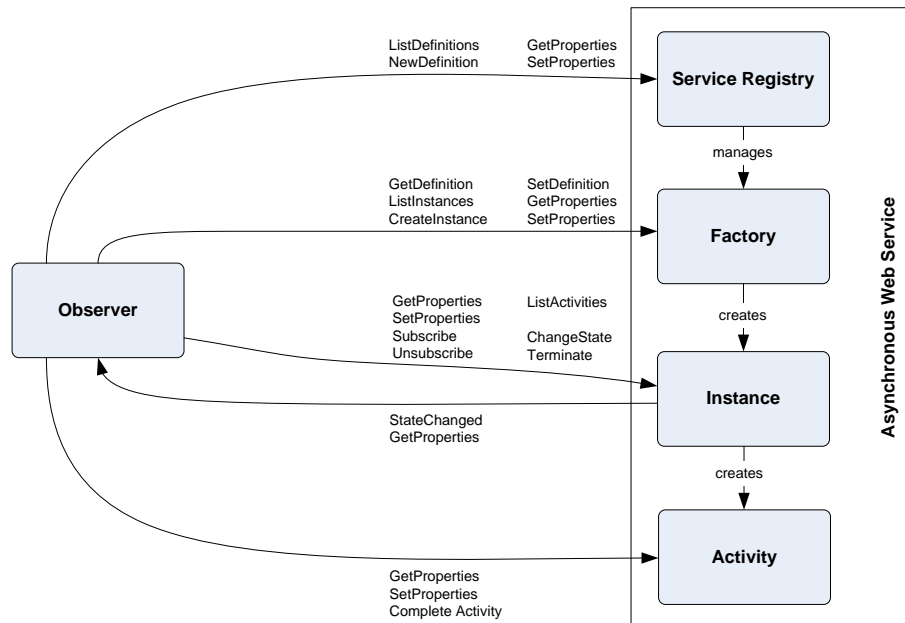 ListDefinitions GetProperties
NewDefinition SetProperties
Service Registry
manages
GetDefinition SetDefinition
ListInstances GetProperties
CreateInstance SetProperties
Factory
Observer
creates
GetProperties ListActivities
SetProperties
Subscribe ChangeState
Unsubscribe Terminate
Instance
StateChanged
GetProperties
creates
Activity
GetProperties
SetProperties
Complete Activity
Asynchronous Web Service